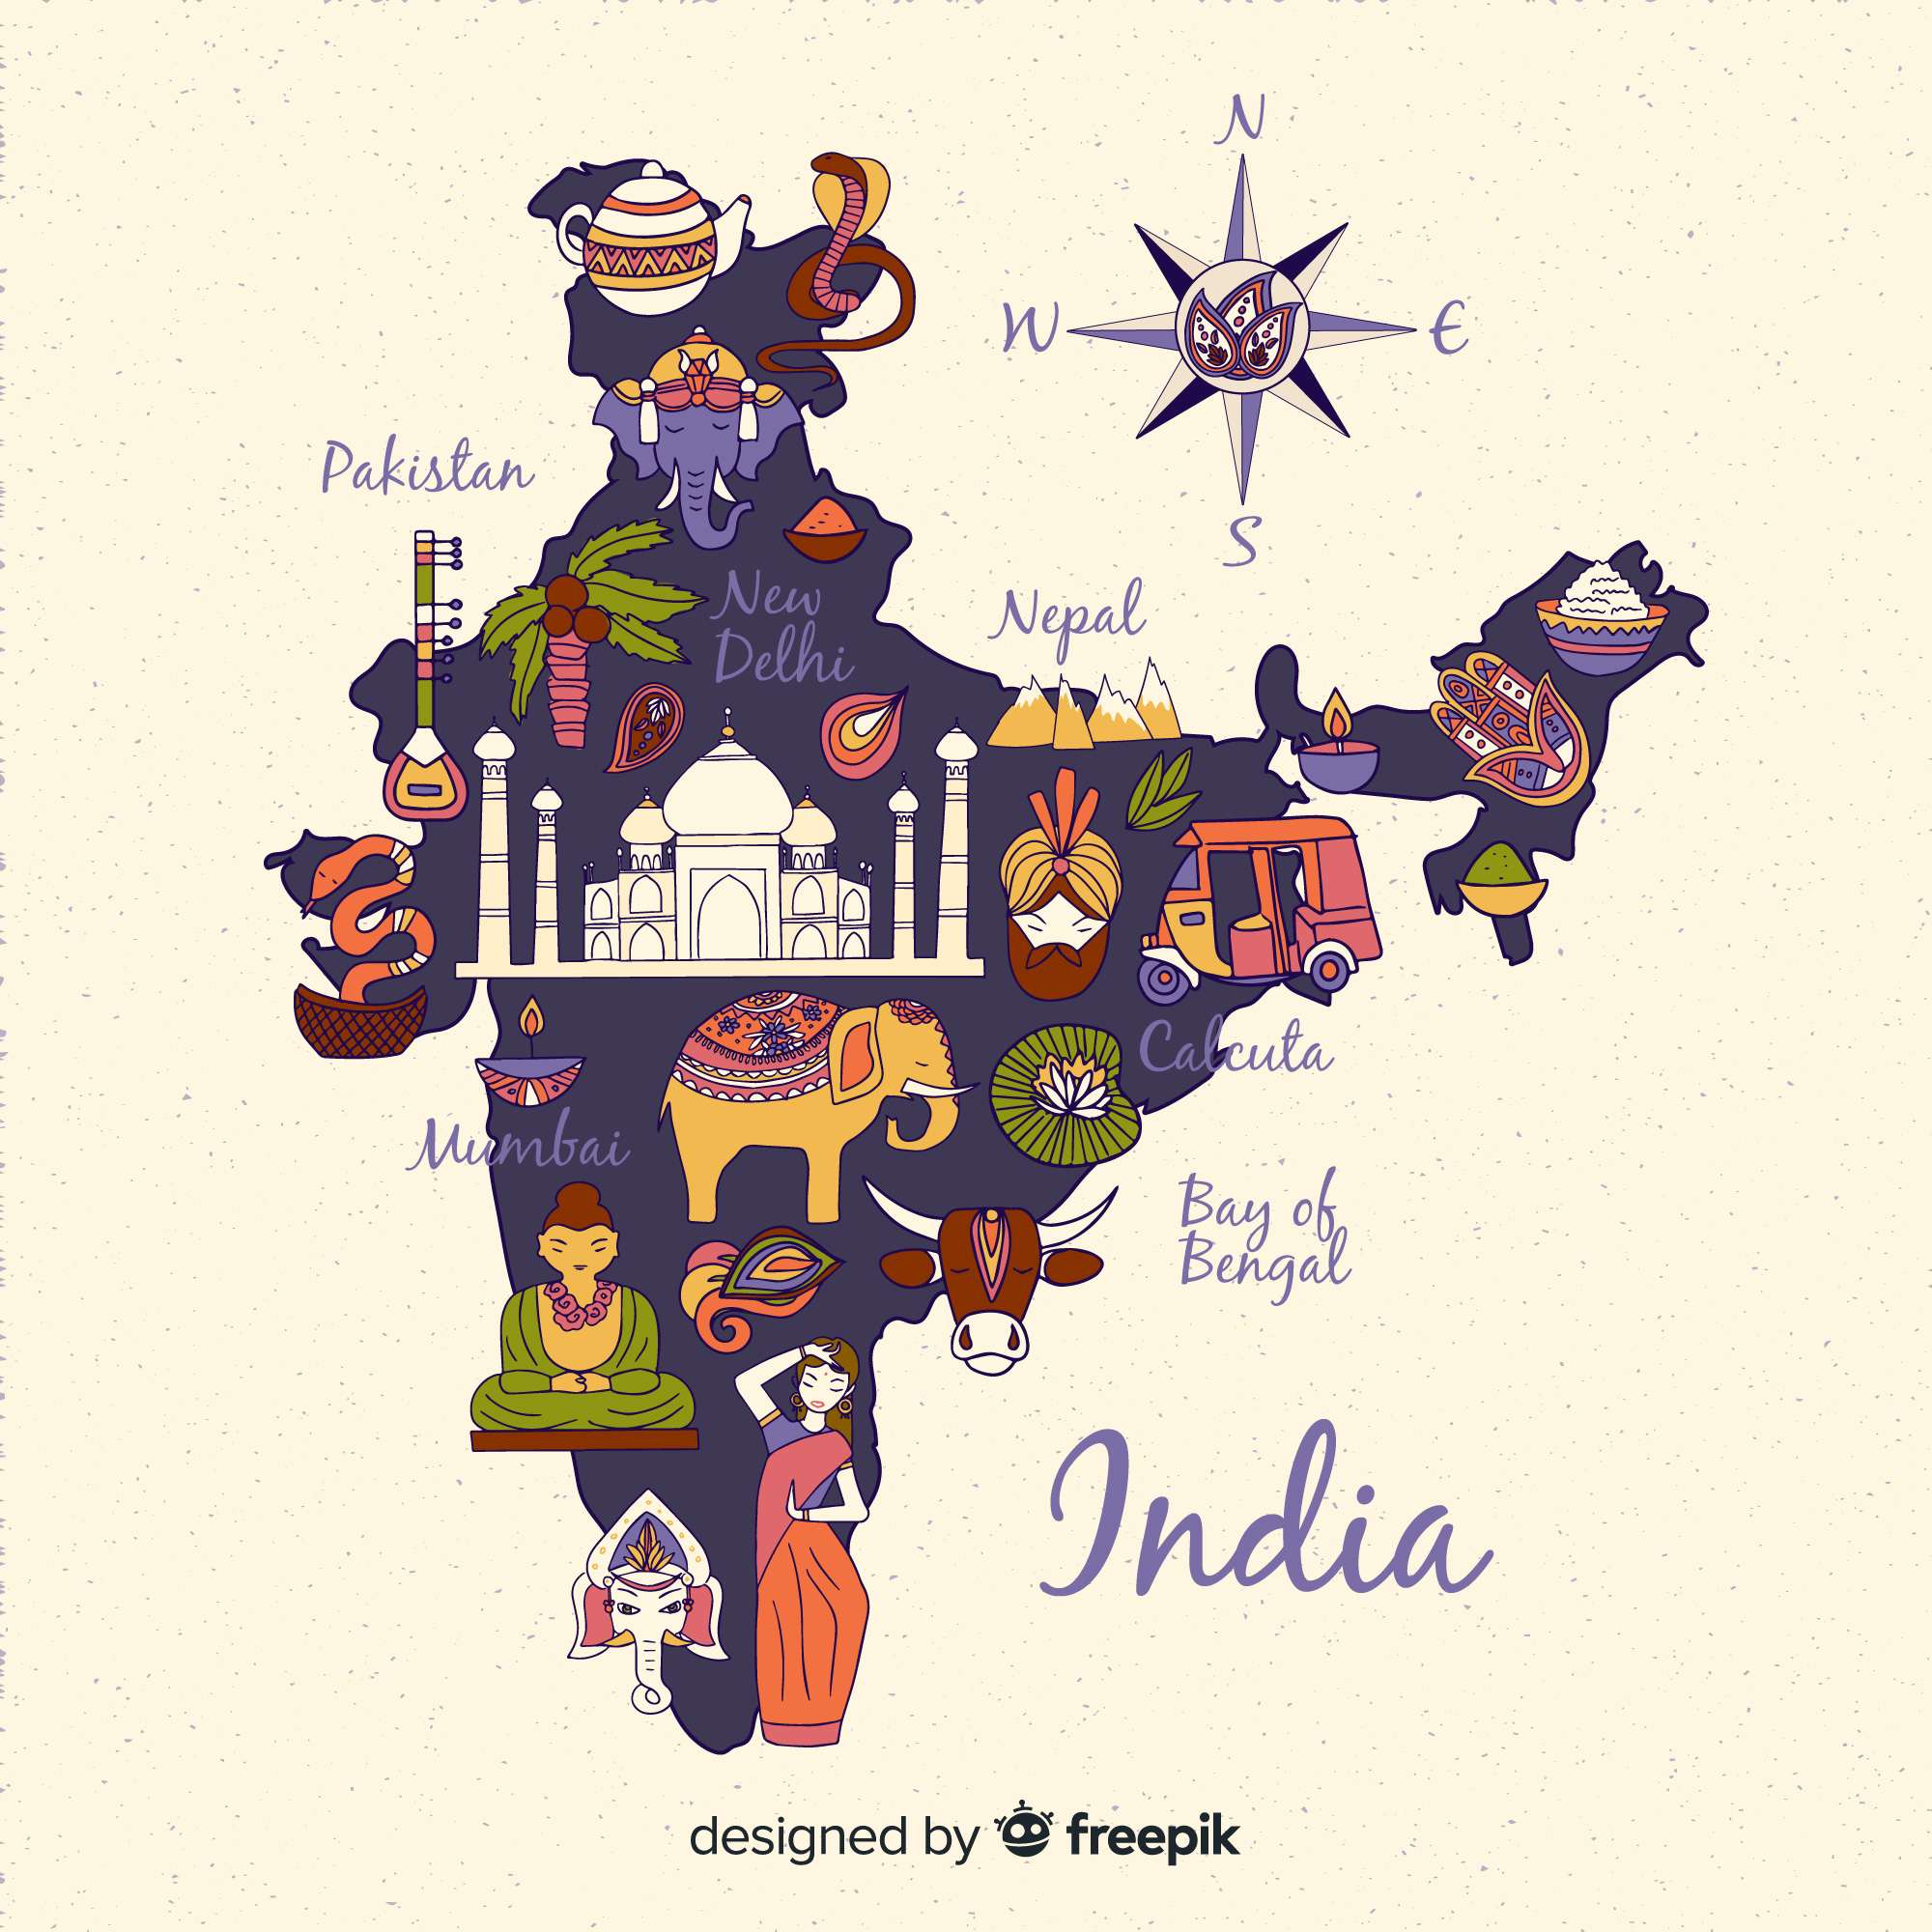 N
W
E
S
Pakistan
New
Delhi
Nepal
Calcuta
Mumbai
Bay of
Bengal
India
designed by freepik